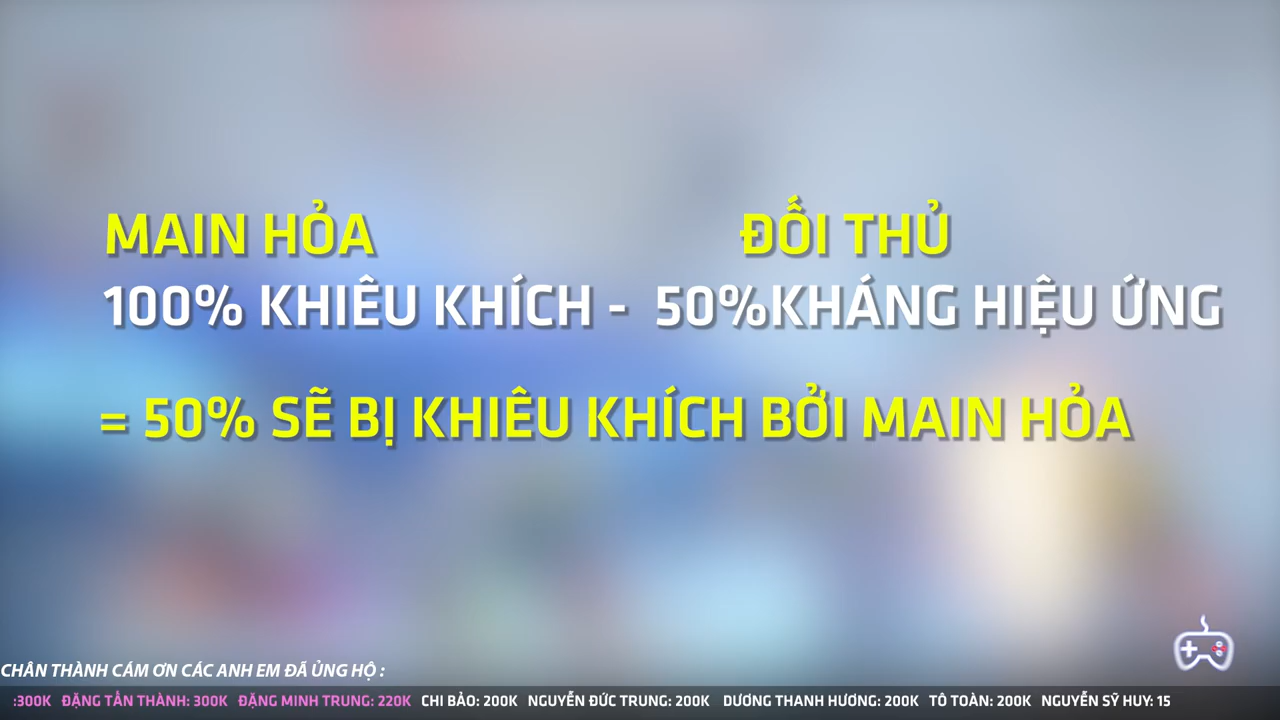 MAIN HỎA ĐỐI THỦ
100% KHIÊU KHÍCH - 50%KHÁNG HIỆU ỨNG
= 50% SẼ BỊ KHIÊU KHÍCH BỞI MAIN HỎA
CHÂN THÀNH CÁM ƠN CÁC ANH EM ĐÃ ỦNG HỘ :
:300K ĐẶNG TẤN THÀNH: 300K ĐẶNG MINH TRUNG: 220K CHI BẢO: 200K NGUYỄN ĐỨC TRUNG: 200K DƯƠNG THANH HƯƠNG: 200K TÔ TOÀN: 200K NGUYỄN SỸ HUY: 15